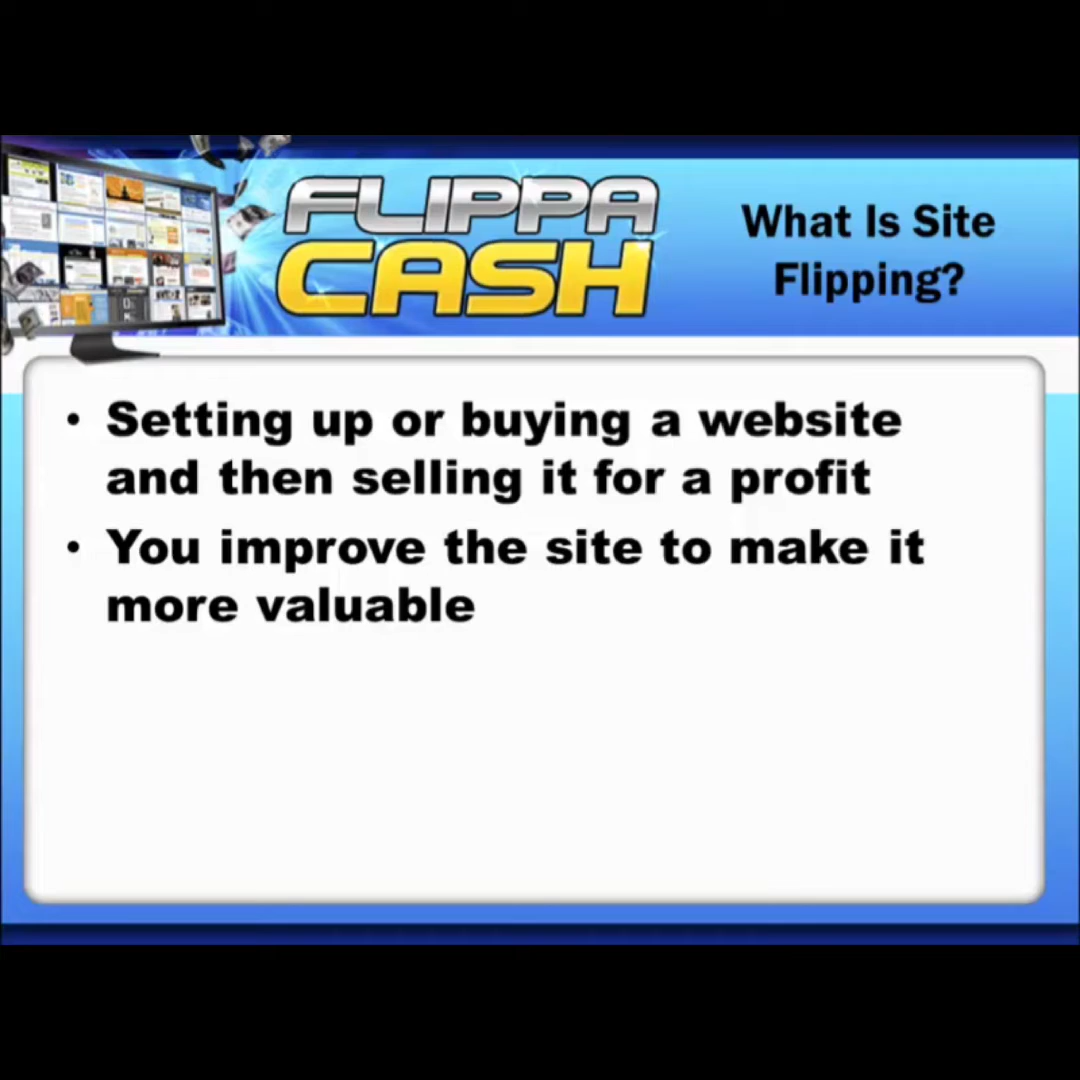 FLIPPA
CASH
What Is Site
Flipping?
• Setting up or buying a website
and then selling it for a profit
• You improve the site to make it
more valuable